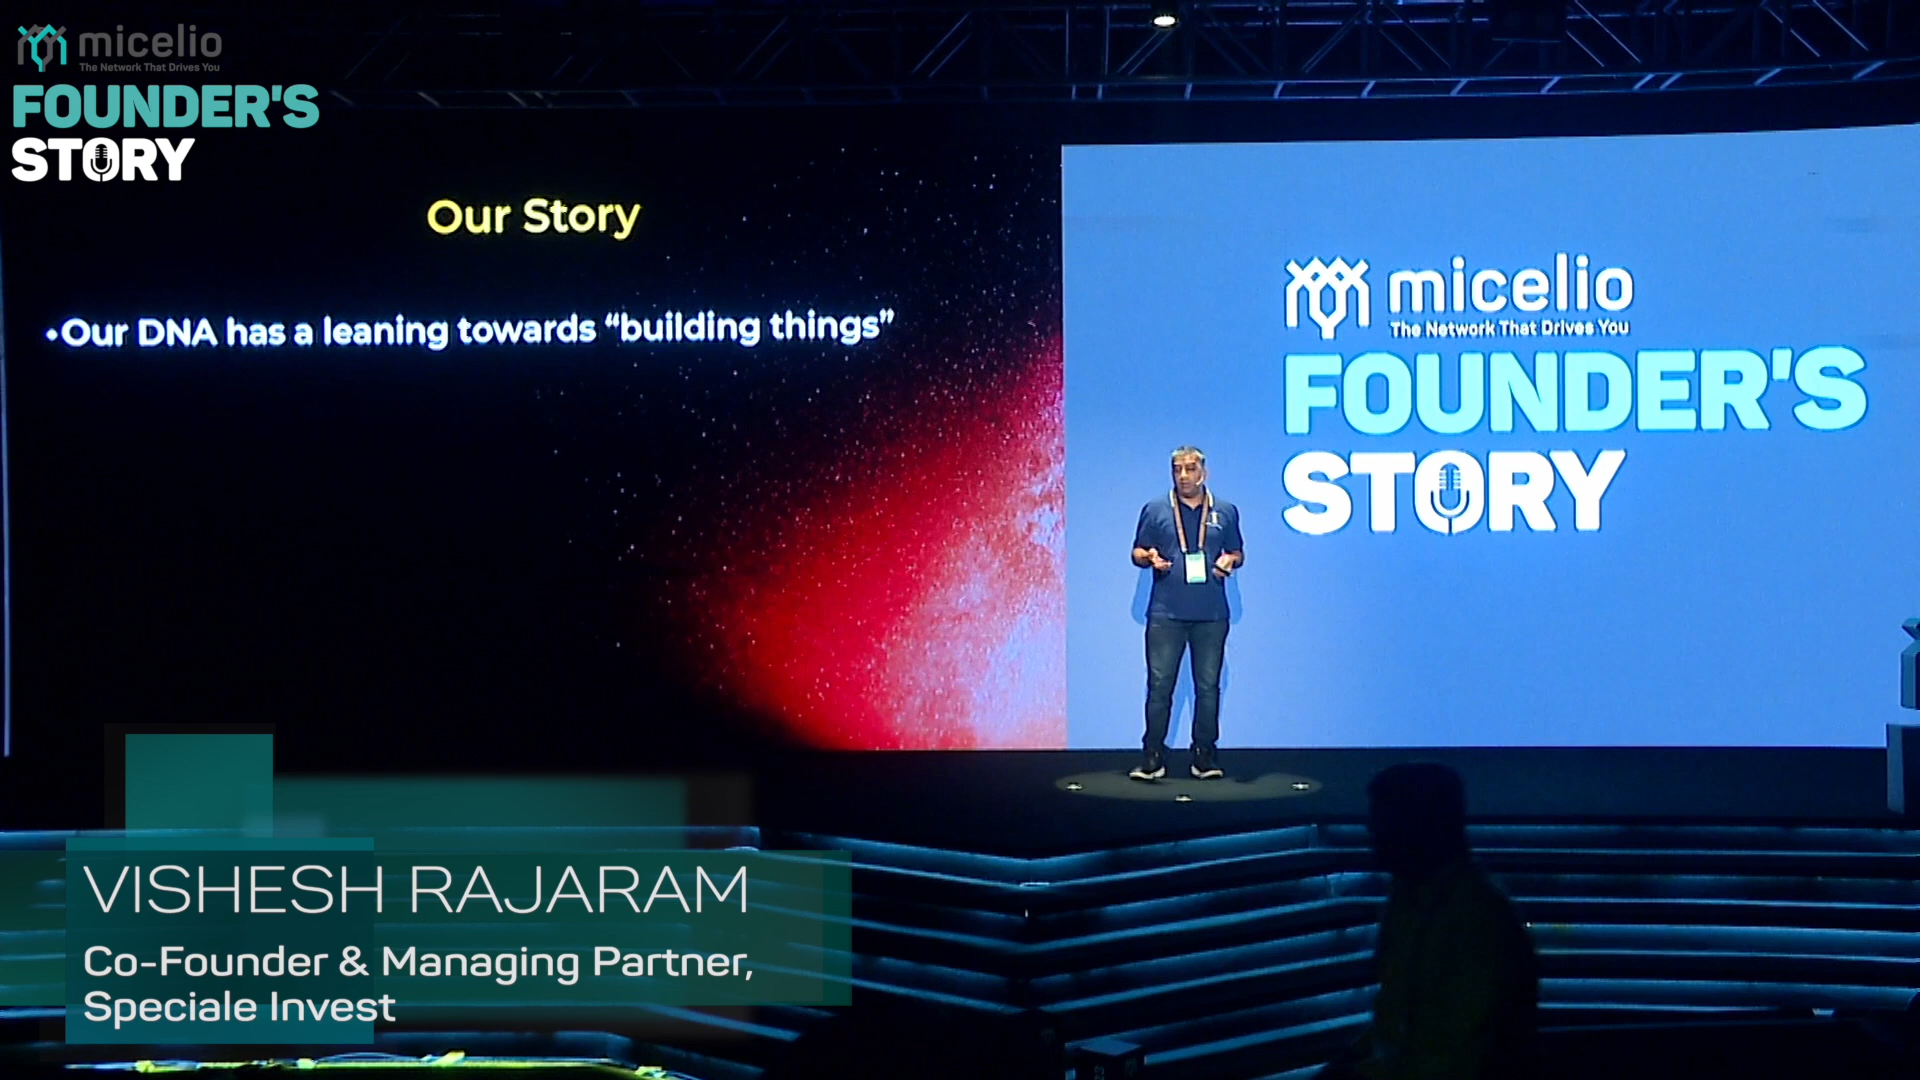 micelio
The Network That Drives You
FOUNDER'S
STORY
Our Story
•Our DNA has a leaning towards “building things”
micelio
The Network That Drives You
FOUNDER'S
STORY
VISHESH RAJARAM
Co-Founder & Managing Partner,
Speciale Invest